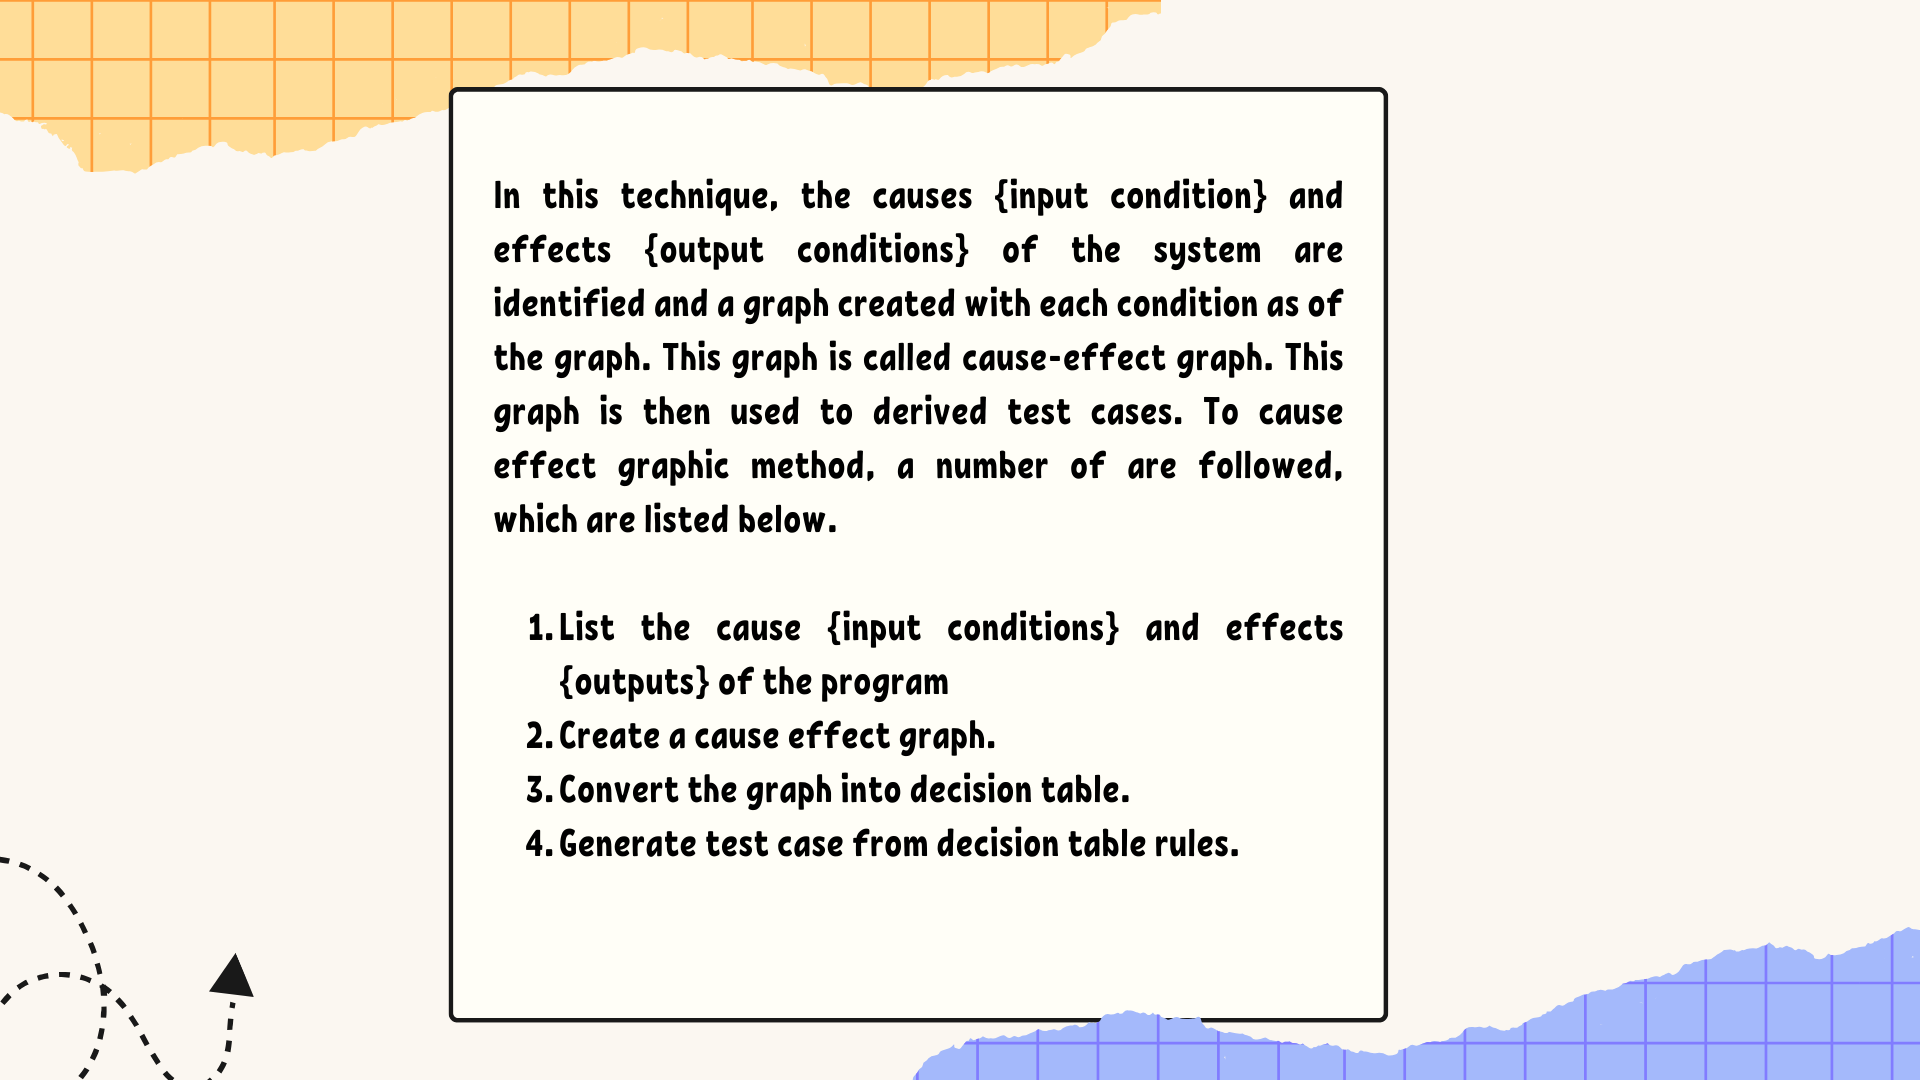 In this technique, the causes {input condition} and
effects {output conditions} of the system are
identified and a graph created with each condition as of
the graph. This graph is called cause-effect graph. This
graph is then used to derived test cases. To cause
effect graphic method, a number of are followed,
which are listed below.
1. List the cause {input conditions} and effects
{outputs} of the program
2. Create a cause effect graph.
3. Convert the graph into decision table.
4. Generate test case from decision table rules.